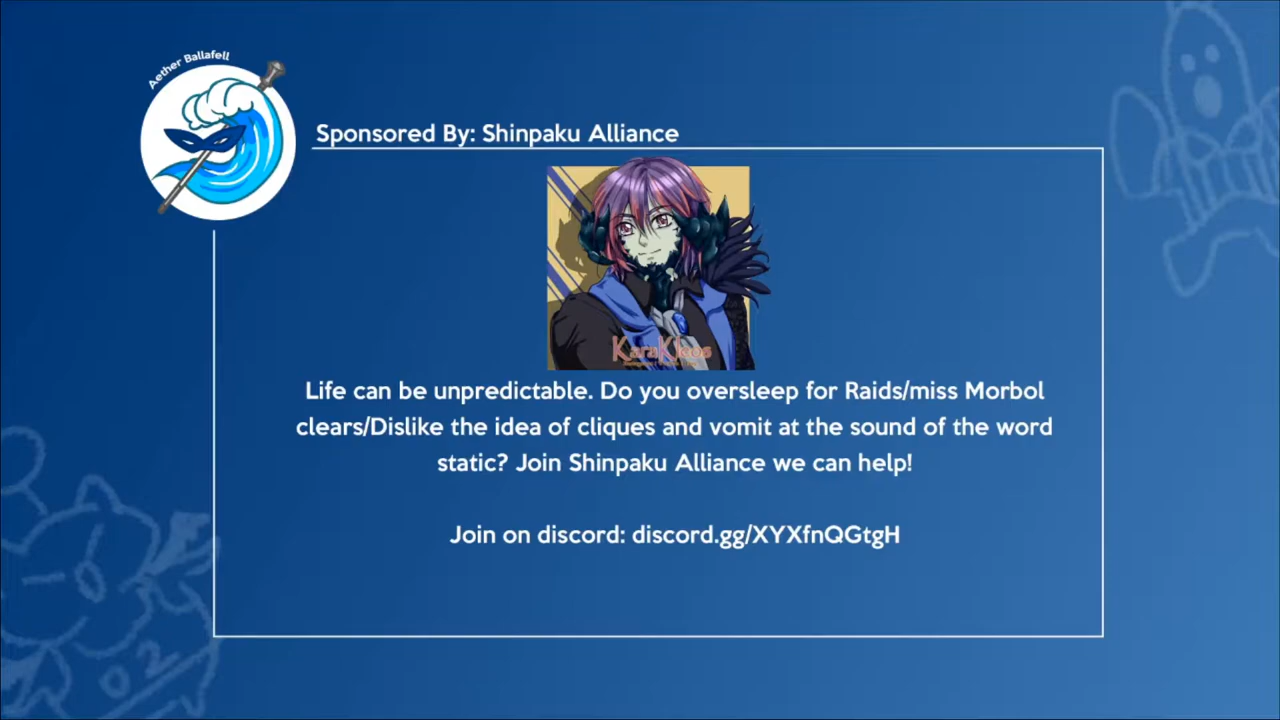 Aether Ballafell
Sponsored By: Shinpaku Alliance
KaraKlaos
Life can be unpredictable. Do you oversleep for Raids/miss Morbol
clears/Dislike the idea of cliques and vomit at the sound of the word
static? Join Shinpaku Alliance we can help!
Join on discord: discord.gg/XYXfnQGtgH
02